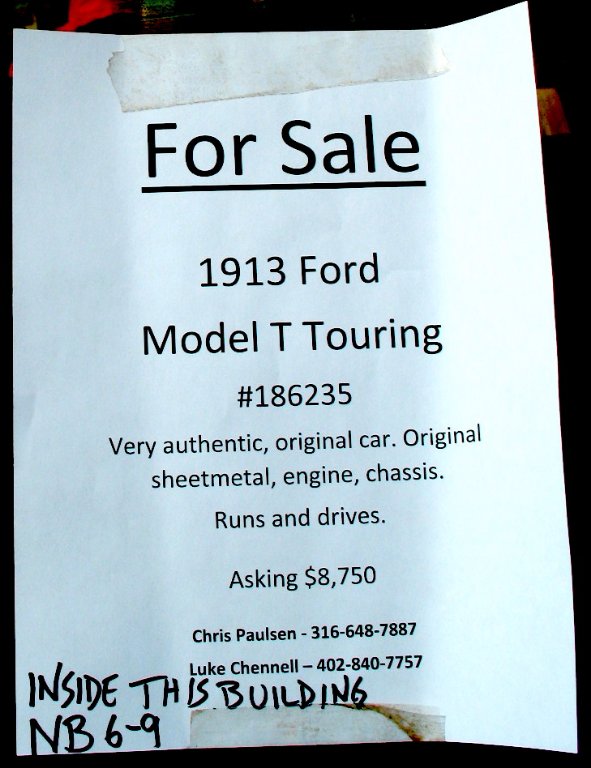 For Sale
1913 Ford
Model T Touring
#186235
Very authentic, original car. Original
sheetmetal, engine, chassis.
Runs and drives.
Asking $8,750
Chris Paulsen - 316-648-7887
Luke Chennell – 402-840-7757
INSIDE THIS BUILDING
NB 6-9